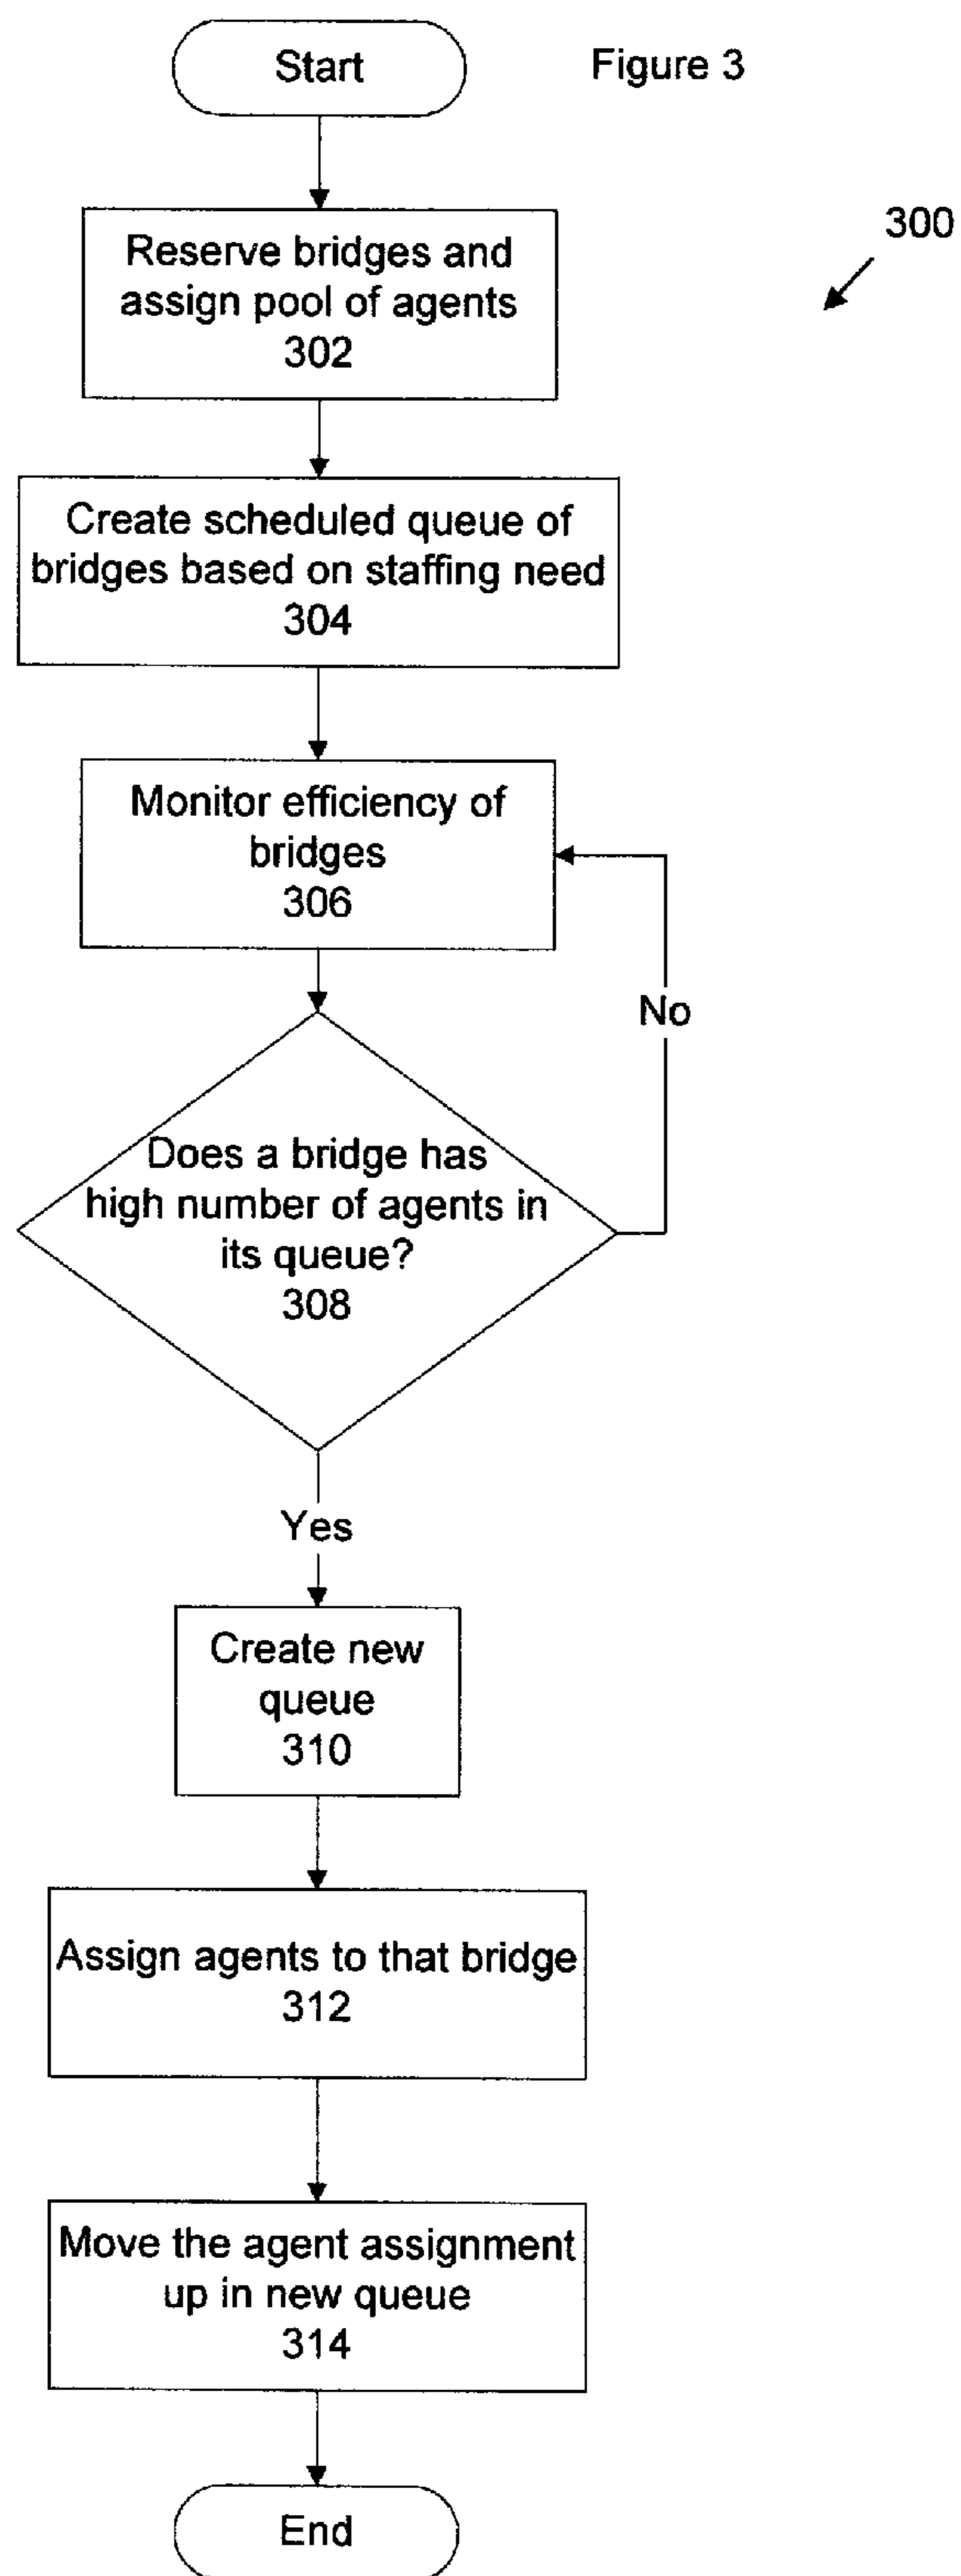 Start
Figure 3
300
Reserve bridges and
assign pool of agents
302
Create scheduled queue of
bridges based on staffing need
304
Monitor efficiency of
bridges
306
No
Does a bridge has
high number of agents in
its queue?
308
Yes
Create new
queue
310
Assign agents to that bridge
312
Move the agent assignment
up in new queue
314
End